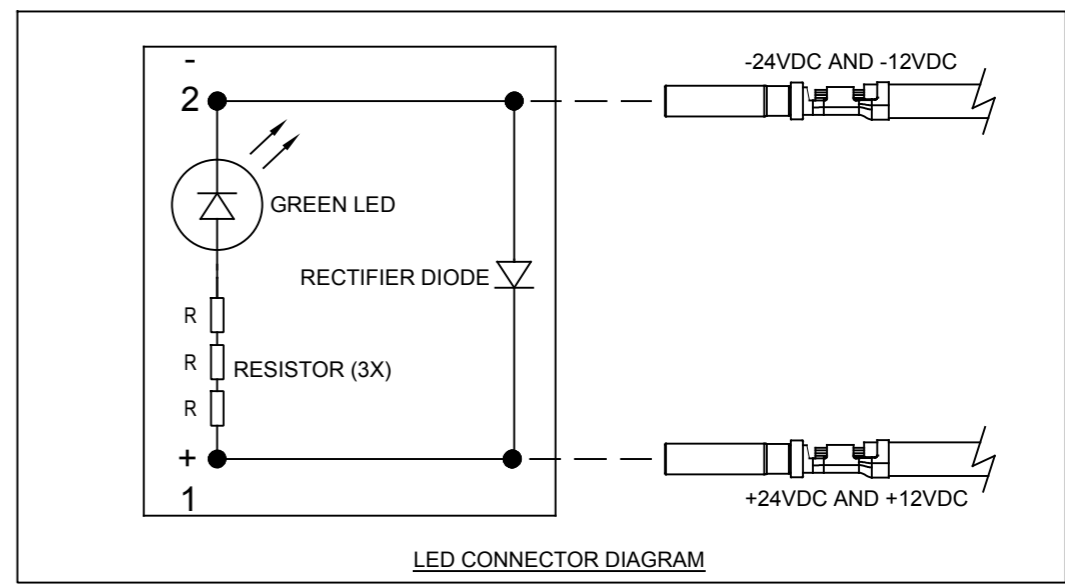 -
2
-24VDC AND -12VDC
GREEN LED
RECTIFIER DIODE
R
R
RESISTOR (3X)
R
+
1
+24VDC AND +12VDC
LED CONNECTOR DIAGRAM